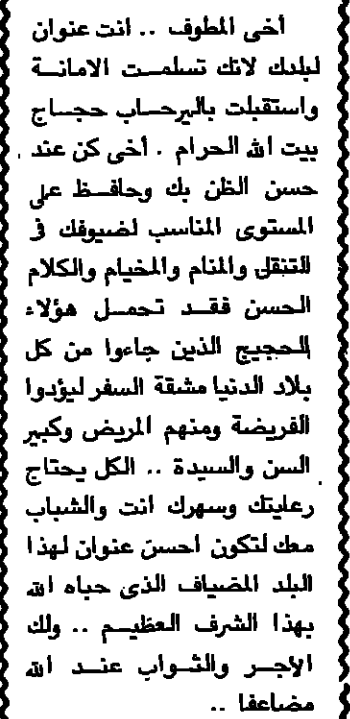 أخى المطوف .. انت عنوان
لبلدك لانك تسلمت الامانة
واستقبلت بالترحاب حجاج
بيت الله الحرام . أخى كن عند
حسن الظن بك وحافظ على
المستوى المناسب لضيوفك فى
التنقل والمنام والمخيام والكلام
الحسن فقد تحمل هؤلاء
الحجيج الذين جاءوا من كل
بلاد الدنيا مشقة السفر ليؤدوا
الفريضة ومنهم المريض وكبير
السن والسيدة .. الكل يحتاج
رعايتك وسهرك انت والشباب
معك لتكون احسن عنوان لهذا
البلد المضياف الذى حباه الله
بهذا الشرف العظيم .. ولك
الاجر والثواب عند الله
مضاعفا ..